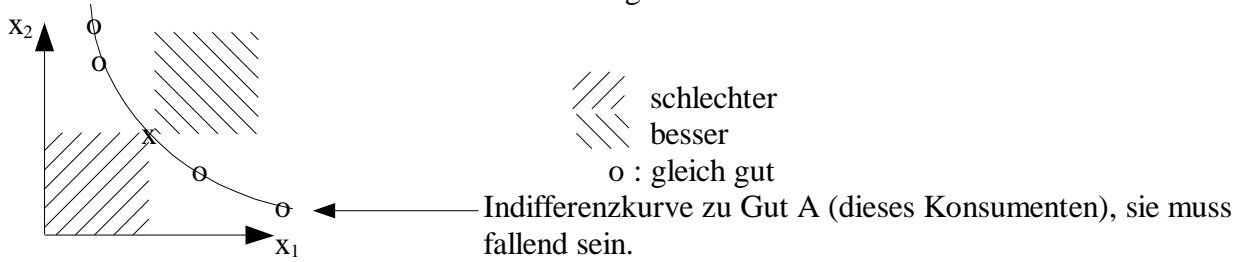 x2
o
o
x
o
o
x1
schlechter
besser
o : gleich gut
Indifferenzkurve zu Gut A (dieses Konsumenten), sie muss
fallend sein.